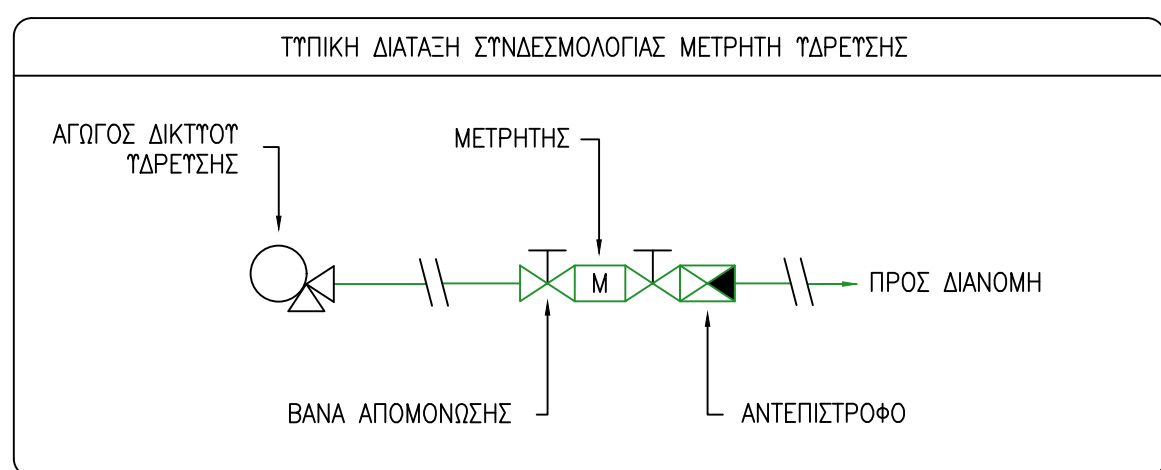 ΤΥΠΙΚΗ ΔΙΑΤΑΞΗ ΣΥΝΔΕΣΜΟΛΟΓΙΑΣ ΜΕΤΡΗΤΗ ΥΔΡΕΥΣΗΣ
ΑΓΩΓΟΣ ΔΙΚΤΥΟΥ
ΥΔΡΕΥΣΗΣ
ΜΕΤΡΗΤΗΣ
Μ
ΠΡΟΣ ΔΙΑΝΟΜΗ
ΒΑΝΑ ΑΠΟΜΟΝΩΣΗΣ
ΑΝΤΕΠΙΣΤΡΟΦΟ